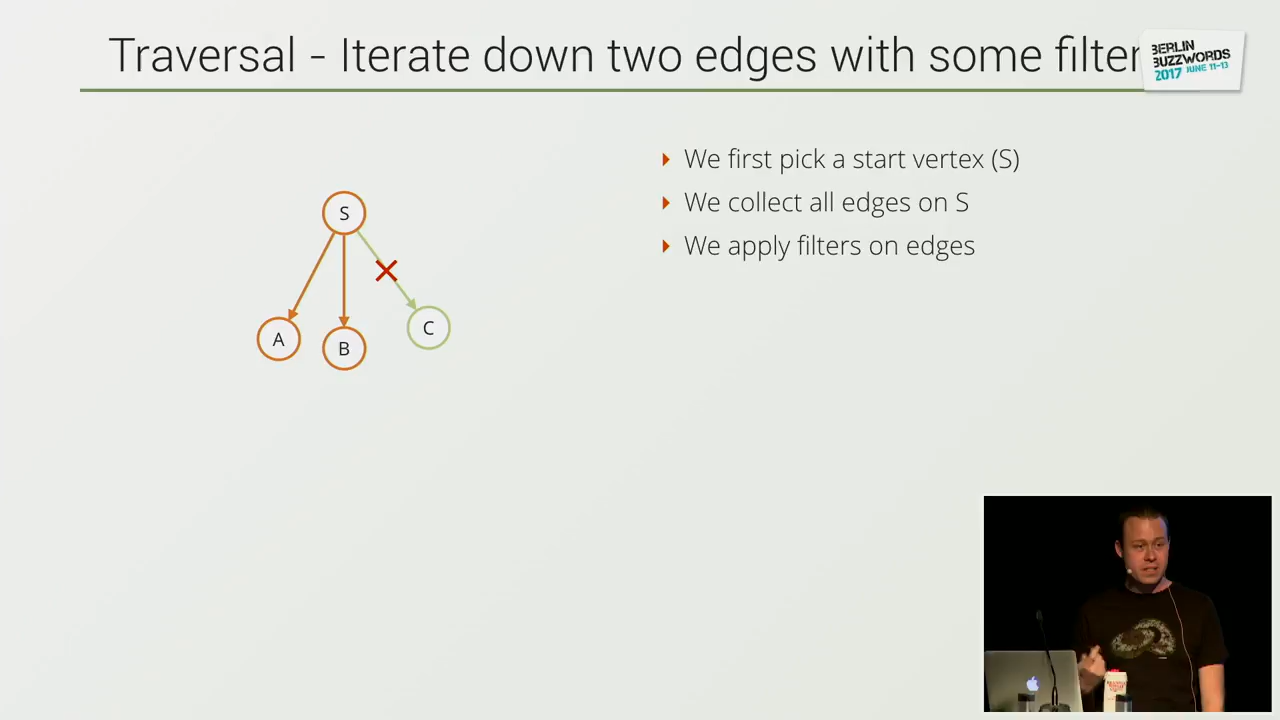 Traversal - Iterate down two edges with some filter
BERLIN
BUZZWORDS
2017 JUNE 11-13
We first pick a start vertex (S)
We collect all edges on S
We apply filters on edges
S
A
B
C